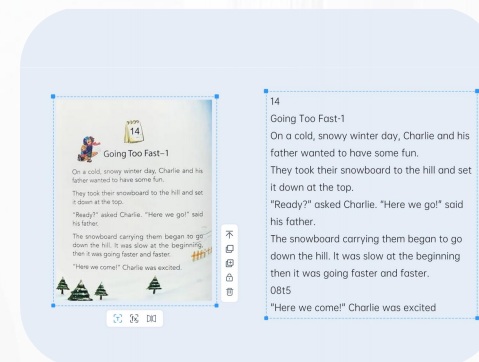 14
Going Too Fast–1
On a cold, snowy winter day, Charlie and his
father wanted to have some fun.
They took their snowboard to the hill and set
it down at the top.
"Ready?" asked Charlie. "Here we go!" said
his father.
The snowboard carrying them began to go
down the hill. It was slow at the beginning,
then it was going faster and faster.
"Here we come!" Charlie was excited.
14
Going Too Fast-1
On a cold, snowy winter day, Charlie and his
father wanted to have some fun.
They took their snowboard to the hill and set
it down at the top.
"Ready?" asked Charlie. "Here we go!" said
his father.
The snowboard carrying them began to go
down the hill. It was slow at the beginning
then it was going faster and faster.
08t5
"Here we come!" Charlie was excited